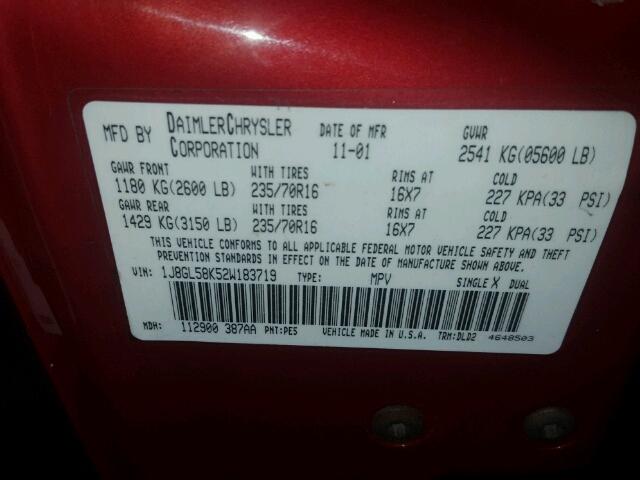 MFD BY DAIMLERCHRYSLER CORPORATION DATE OF MFR 11-01 GVWR 2541 KG(05600 LB)
GAWR FRONT WITH TIRES RIMS AT COLD
1180 KG(2600 LB) 235/70R16 16X7 227 KPA(33 PSI)
GAWR REAR WITH TIRES RIMS AT COLD
1429 KG(3150 LB) 235/70R16 16X7 227 KPA(33 PSI)
THIS VEHICLE CONFORMS TO ALL APPLICABLE FEDERAL MOTOR VEHICLE SAFETY AND THEFT
PREVENTION STANDARDS IN EFFECT ON THE DATE OF MANUFACTURE SHOWN ABOVE.
VIN: 1J8GL58K52W183719 TYPE: MPV SINGLE X DUAL
MDH: 112900 387AA PNT:PE5 VEHICLE MADE IN U.S.A. TRM:DLD2 4648503